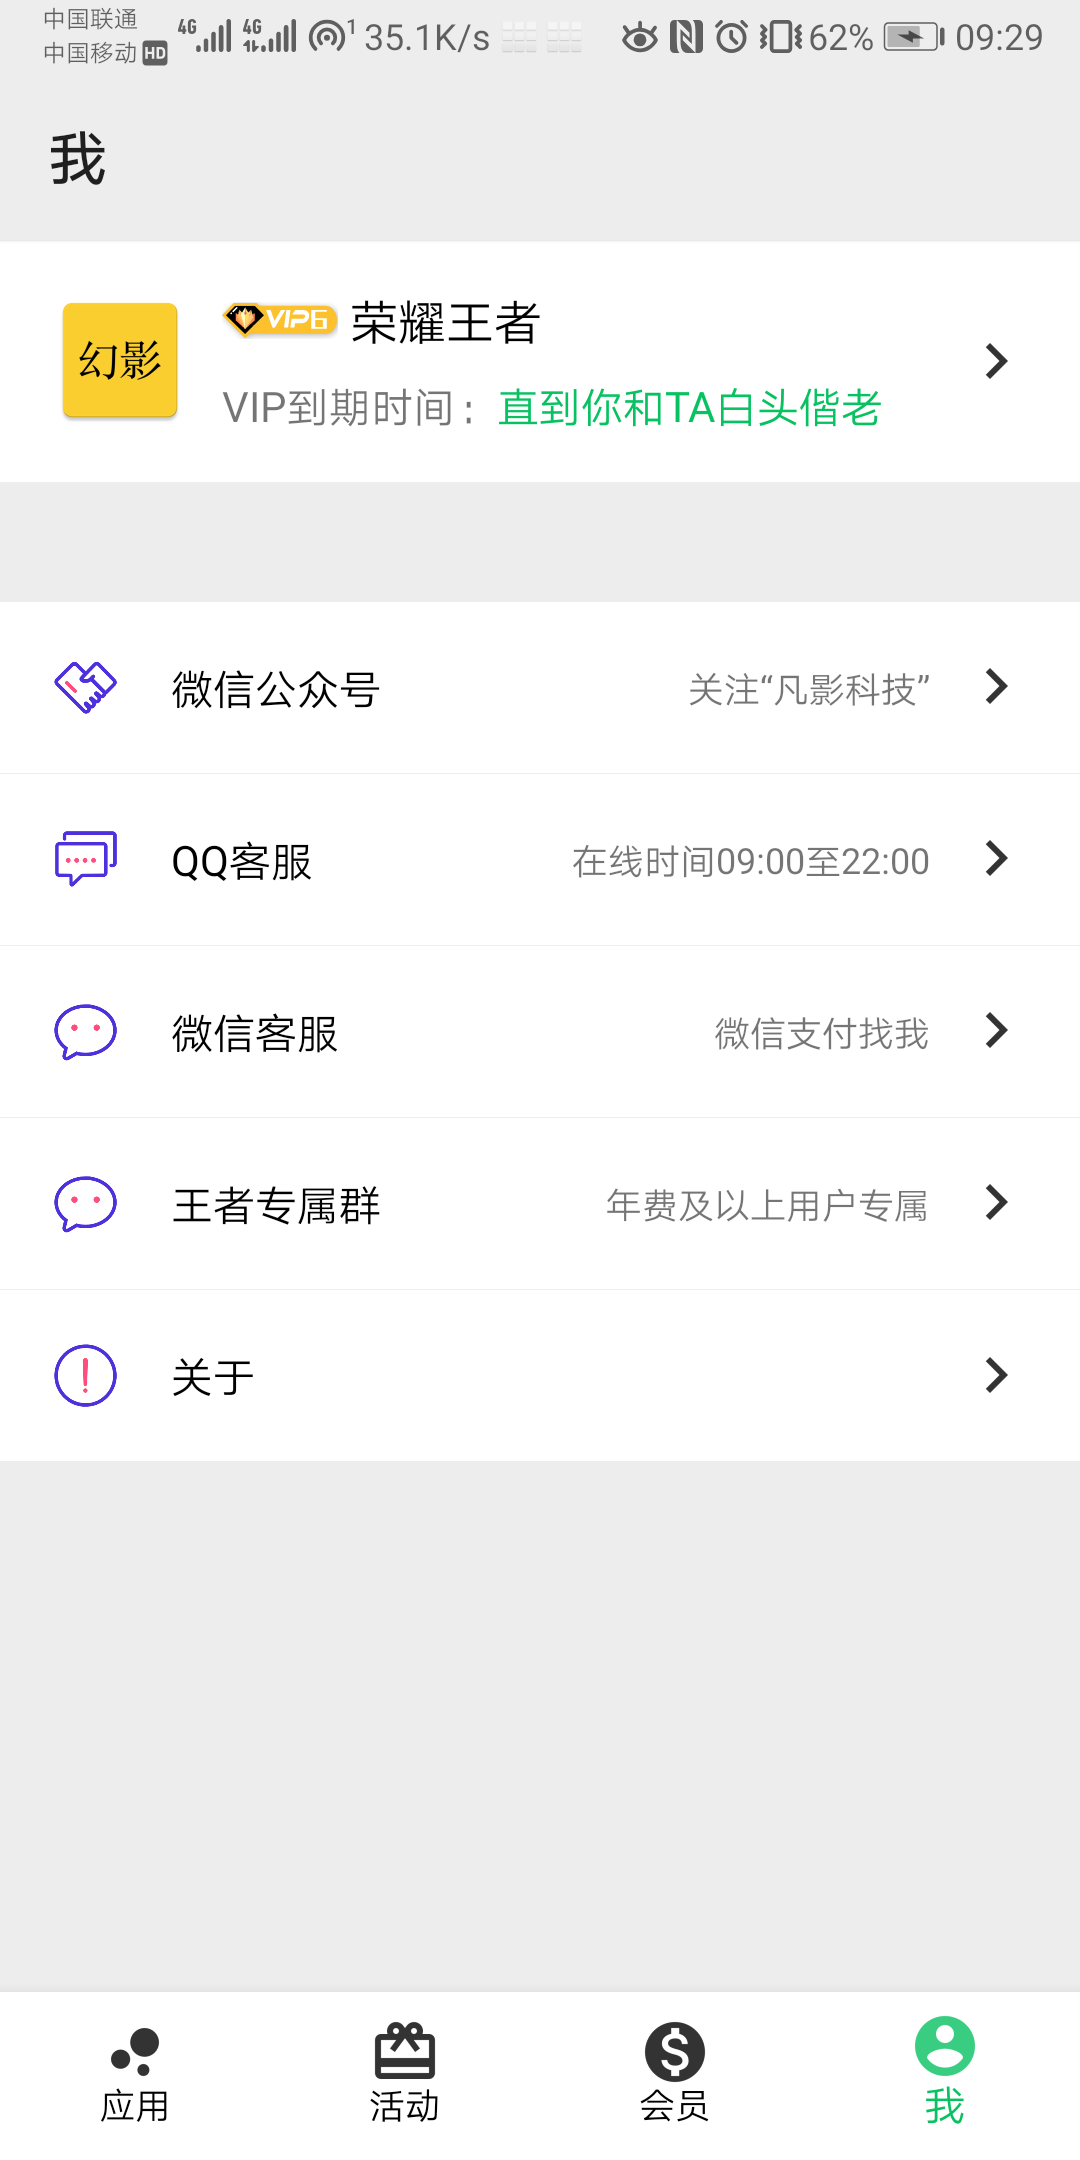 中国联通
中国移动 HD 4G 4G 1 35.1K/s 62% 09:29
我
幻影
VIP6 荣耀王者
VIP到期时间：直到你和TA白头偕老
微信公众号 关注“凡影科技”
QQ客服 在线时间09:00至22:00
微信客服 微信支付找我
王者专属群 年费及以上用户专属
关于
应用 活动 会员 我